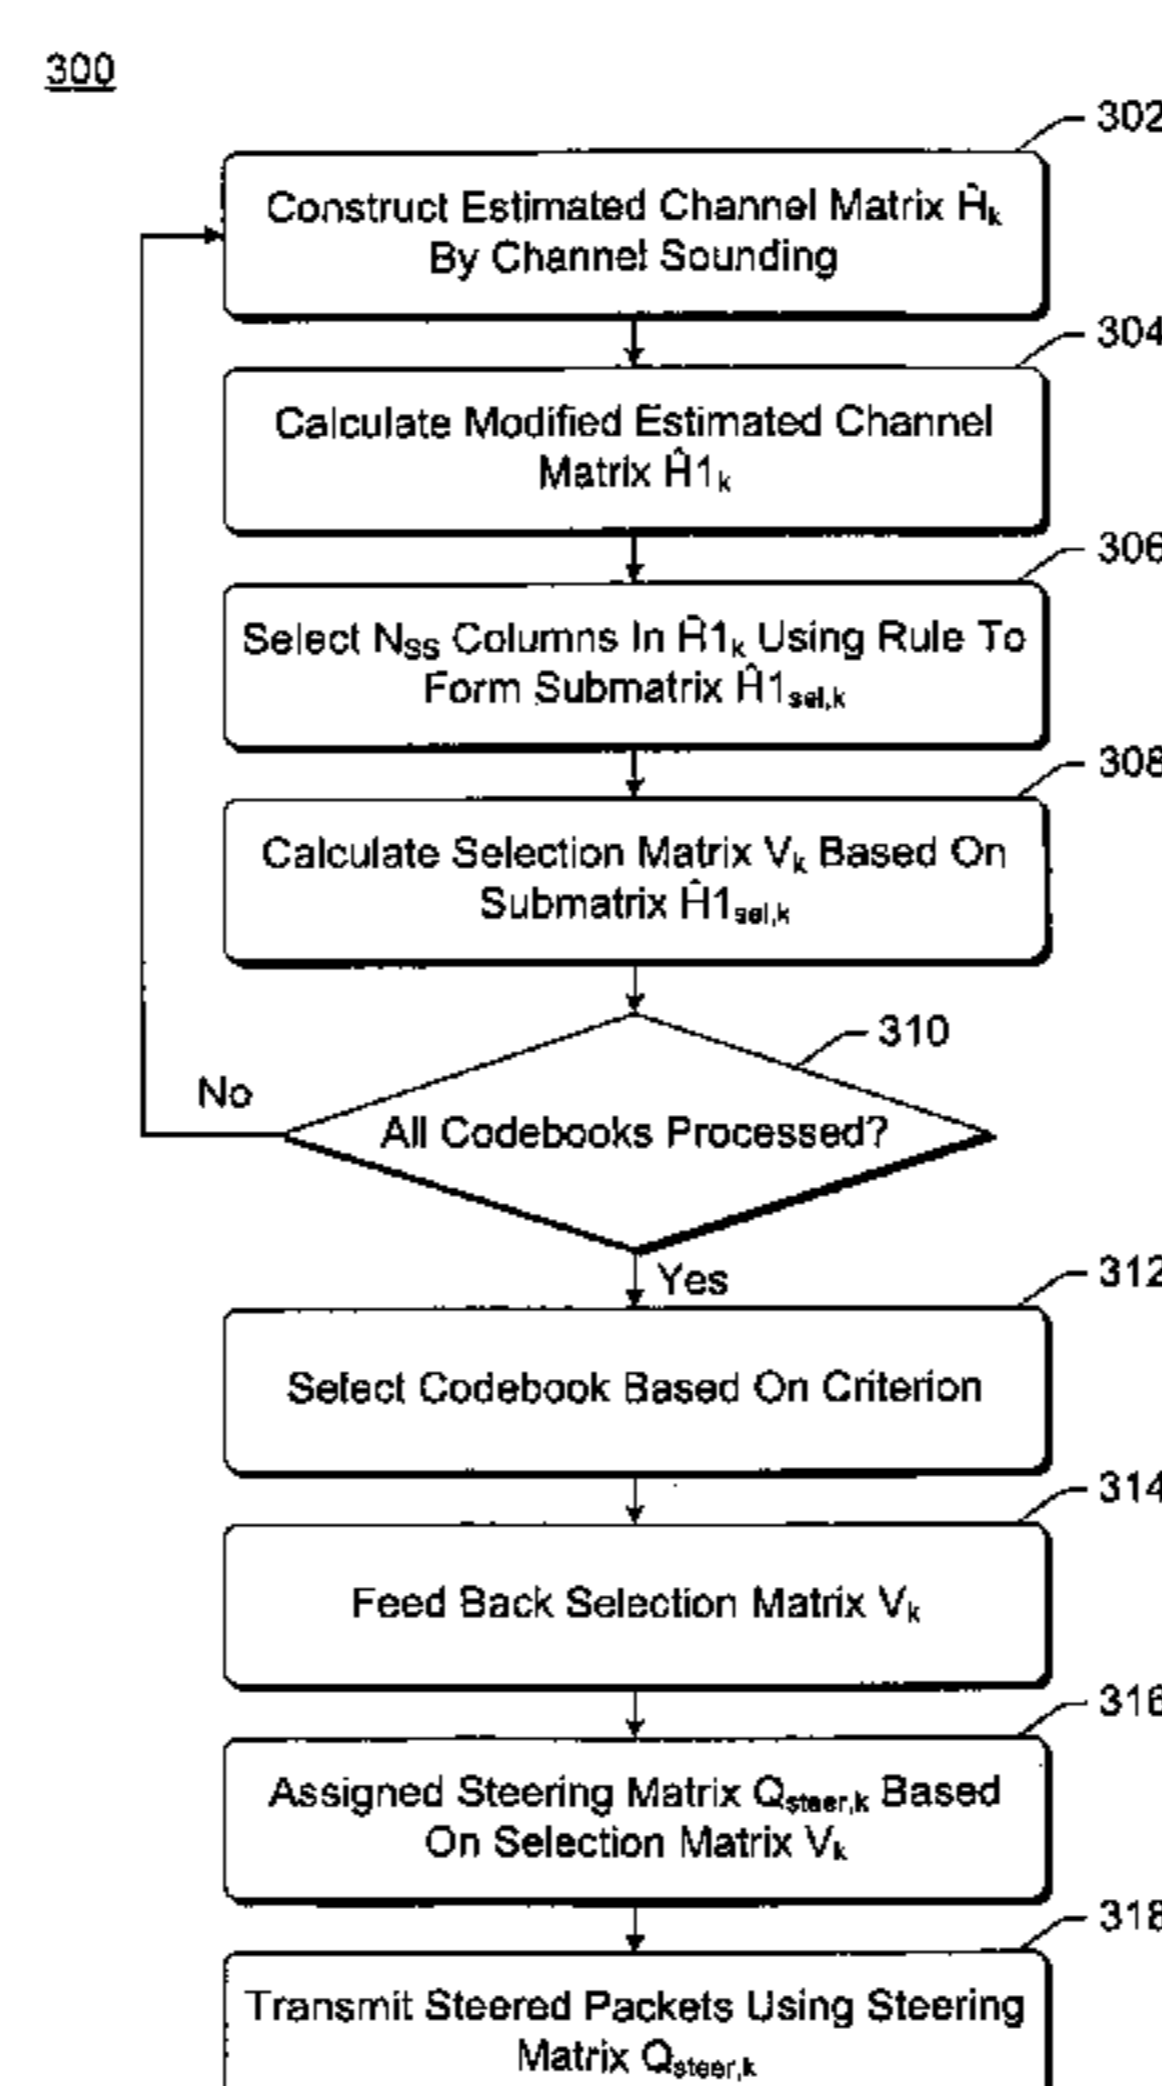 300
302
Construct Estimated Channel Matrix Ĥk
By Channel Sounding
304
Calculate Modified Estimated Channel
Matrix Ĥ1k
306
Select NSS Columns In Ĥ1k Using Rule To
Form Submatrix Ĥ1sel,k
308
Calculate Selection Matrix Vk Based On
Submatrix Ĥ1sel,k
310
No
All Codebooks Processed?
Yes
312
Select Codebook Based On Criterion
314
Feed Back Selection Matrix Vk
316
Assigned Steering Matrix Qsteer,k Based
On Selection Matrix Vk
318
Transmit Steered Packets Using Steering
Matrix Qsteer,k